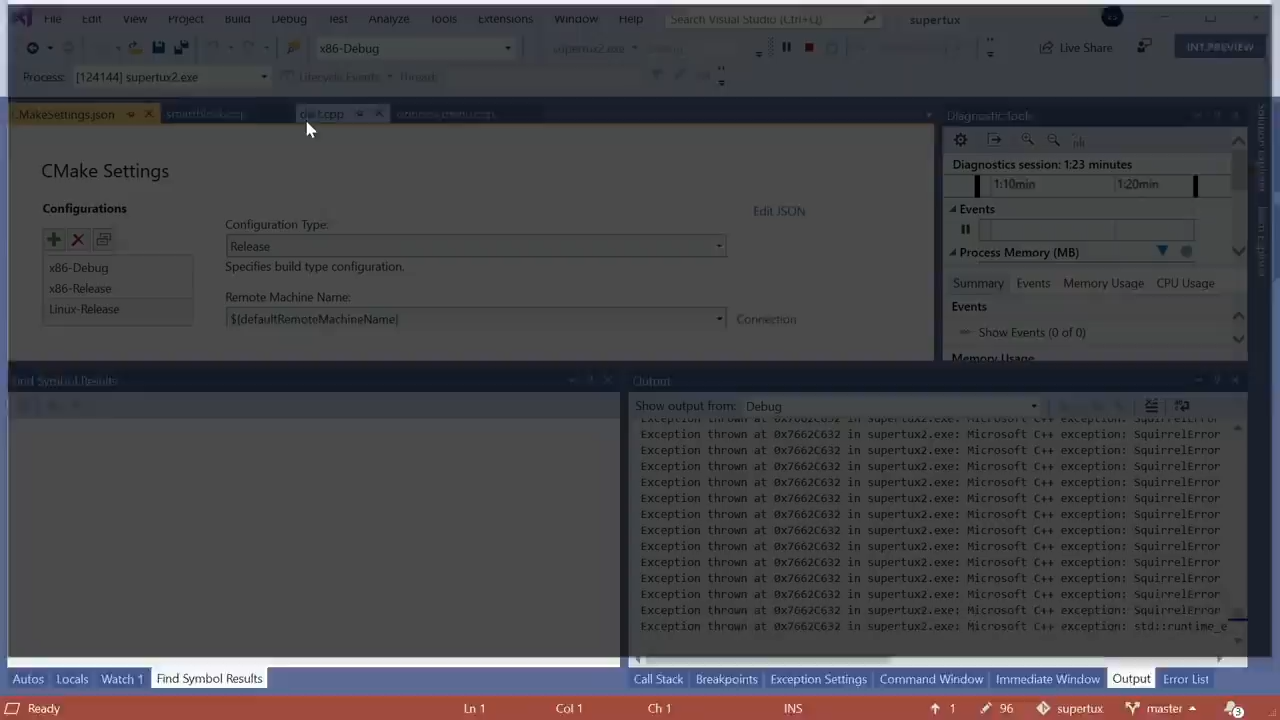 File Edit View Project Build Debug Test Analyze Tools Extensions Window Help Search Visual Studio (Ctrl+Q) supertux
x86-Debug supertux2.exe Live Share INT.PREVIEW
Process: [124144] supertux2.exe Lifecycle Events Thread:
CMakeSettings.json
CMake Settings
Configurations
x86-Debug
x86-Release
Linux-Release
Edit JSON
Configuration Type:
Release
Specifies build type configuration.
Remote Machine Name:
${defaultRemoteMachineName} Connection
Diagnostic Tools
Diagnostics session: 1:23 minutes
1:10min 1:20min
Events
Process Memory (MB)
Summary Events Memory Usage CPU Usage
Events
Show Events (0 of 0)
Memory Usage
Solution Explorer
Team Explorer
Find Symbol Results
Output
Show output from: Debug
Exception thrown at 0x7662C632 in supertux2.exe: Microsoft C++ exception: SquirrelError
Exception thrown at 0x7662C632 in supertux2.exe: Microsoft C++ exception: SquirrelError
Exception thrown at 0x7662C632 in supertux2.exe: Microsoft C++ exception: SquirrelError
Exception thrown at 0x7662C632 in supertux2.exe: Microsoft C++ exception: SquirrelError
Exception thrown at 0x7662C632 in supertux2.exe: Microsoft C++ exception: SquirrelError
Exception thrown at 0x7662C632 in supertux2.exe: Microsoft C++ exception: SquirrelError
Exception thrown at 0x7662C632 in supertux2.exe: Microsoft C++ exception: SquirrelError
Exception thrown at 0x7662C632 in supertux2.exe: Microsoft C++ exception: SquirrelError
Exception thrown at 0x7662C632 in supertux2.exe: Microsoft C++ exception: SquirrelError
Exception thrown at 0x7662C632 in supertux2.exe: Microsoft C++ exception: SquirrelError
Exception thrown at 0x7662C632 in supertux2.exe: Microsoft C++ exception: SquirrelError
Exception thrown at 0x7662C632 in supertux2.exe: Microsoft C++ exception: SquirrelError
Exception thrown at 0x7662C632 in supertux2.exe: Microsoft C++ exception: SquirrelError
Exception thrown at 0x7662C632 in supertux2.exe: Microsoft C++ exception: std::runtime_e
Autos Locals Watch 1 Find Symbol Results
Call Stack Breakpoints Exception Settings Command Window Immediate Window Output Error List
Ready Ln 1 Col 1 Ch 1 INS 1 96 supertux master 3